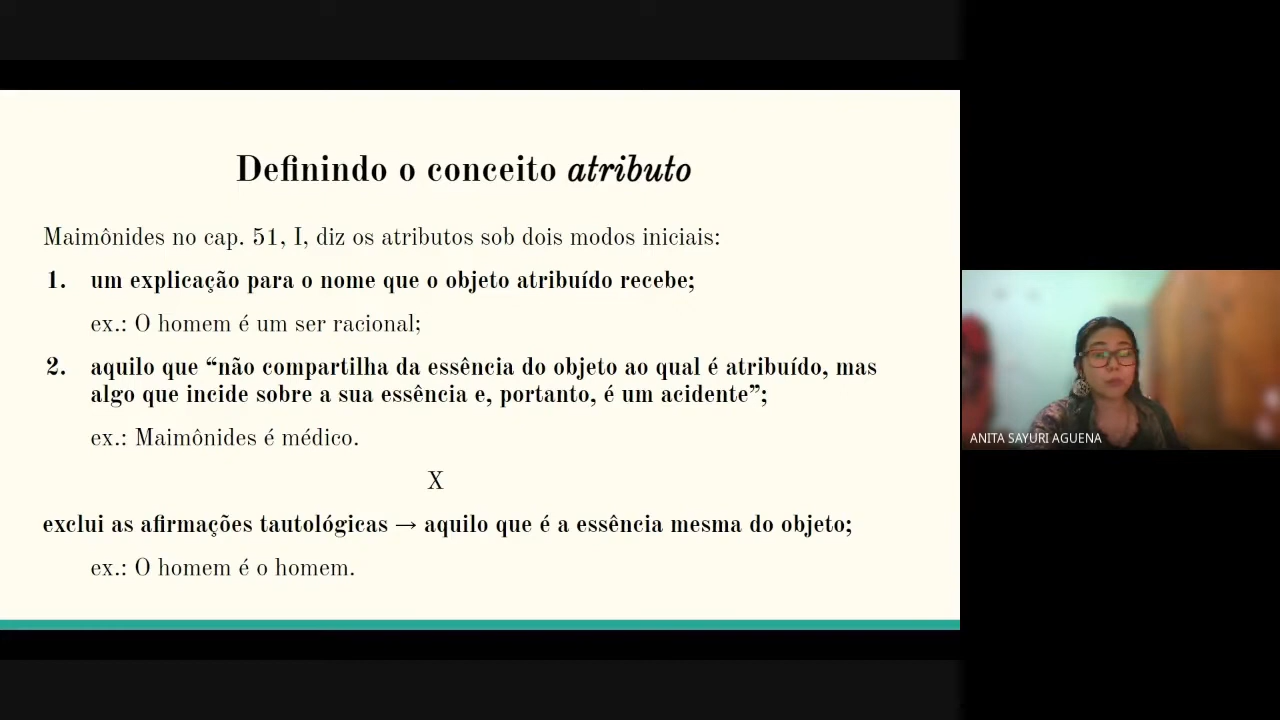 Definindo o conceito atributo
Maimônides no cap. 51, I, diz os atributos sob dois modos iniciais:
1. um explicação para o nome que o objeto atribuído recebe;
ex.: O homem é um ser racional;
2. aquilo que “não compartilha da essência do objeto ao qual é atribuído, mas
algo que incide sobre a sua essência e, portanto, é um acidente”;
ex.: Maimônides é médico.
X
exclui as afirmações tautológicas → aquilo que é a essência mesma do objeto;
ex.: O homem é o homem.
ANITA SAYURI AGUENA